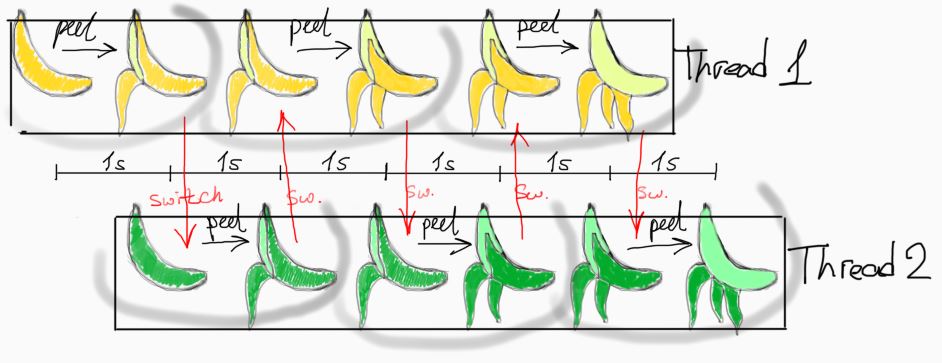 peel peel peel
Thread 1
1s 1s 1s 1s 1s 1s
switch sw. sw. sw. sw.
peel peel peel
Thread 2